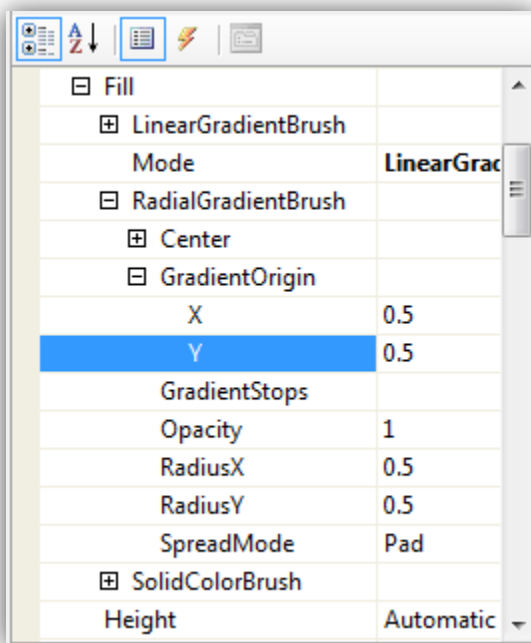 A
Z
Fill
LinearGradientBrush
Mode LinearGrad
RadialGradientBrush
Center
GradientOrigin
X 0.5
Y 0.5
GradientStops
Opacity 1
RadiusX 0.5
RadiusY 0.5
SpreadMode Pad
SolidColorBrush
Height Automatic